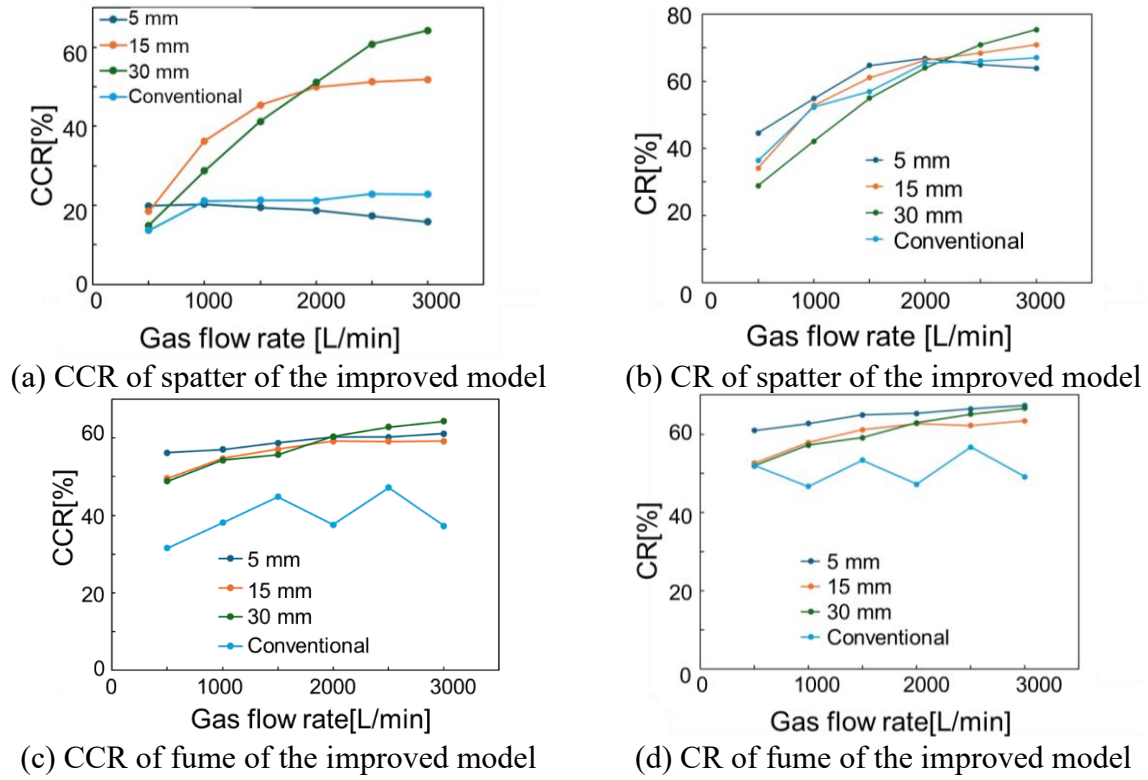 5 mm
15 mm
30 mm
Conventional
60
40
20
0
CCR[%]
0 1000 2000 3000
Gas flow rate [L/min]
(a) CCR of spatter of the improved model
80
60
40
20
0
CR[%]
5 mm
15 mm
30 mm
Conventional
0 1000 2000 3000
Gas flow rate [L/min]
(b) CR of spatter of the improved model
60
40
20
0
CCR[%]
5 mm
15 mm
30 mm
Conventional
0 1000 2000 3000
Gas flow rate[L/min]
(c) CCR of fume of the improved model
60
40
20
0
CR[%]
5 mm
15 mm
30 mm
Conventional
0 1000 2000 3000
Gas flow rate[L/min]
(d) CR of fume of the improved model